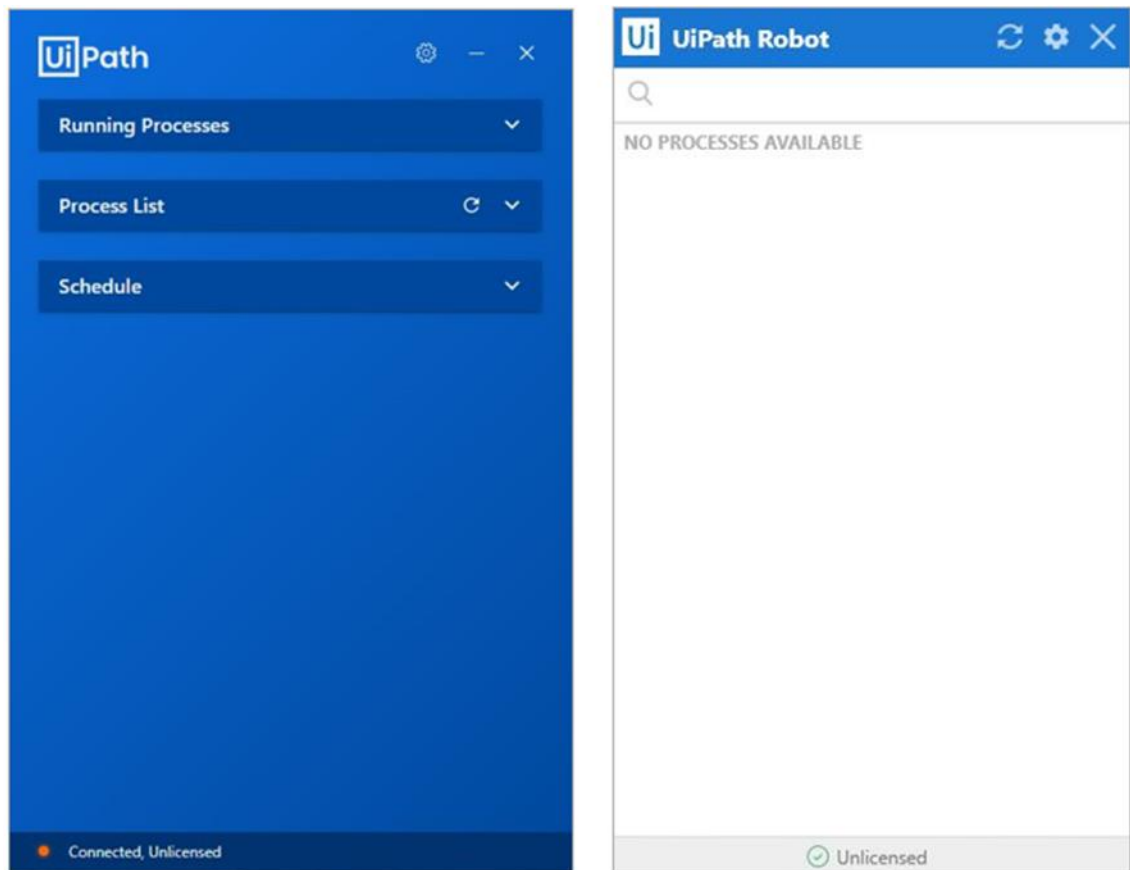 UiPath
Running Processes
Process List
Schedule
Connected, Unlicensed
Ui UiPath Robot
NO PROCESSES AVAILABLE
Unlicensed